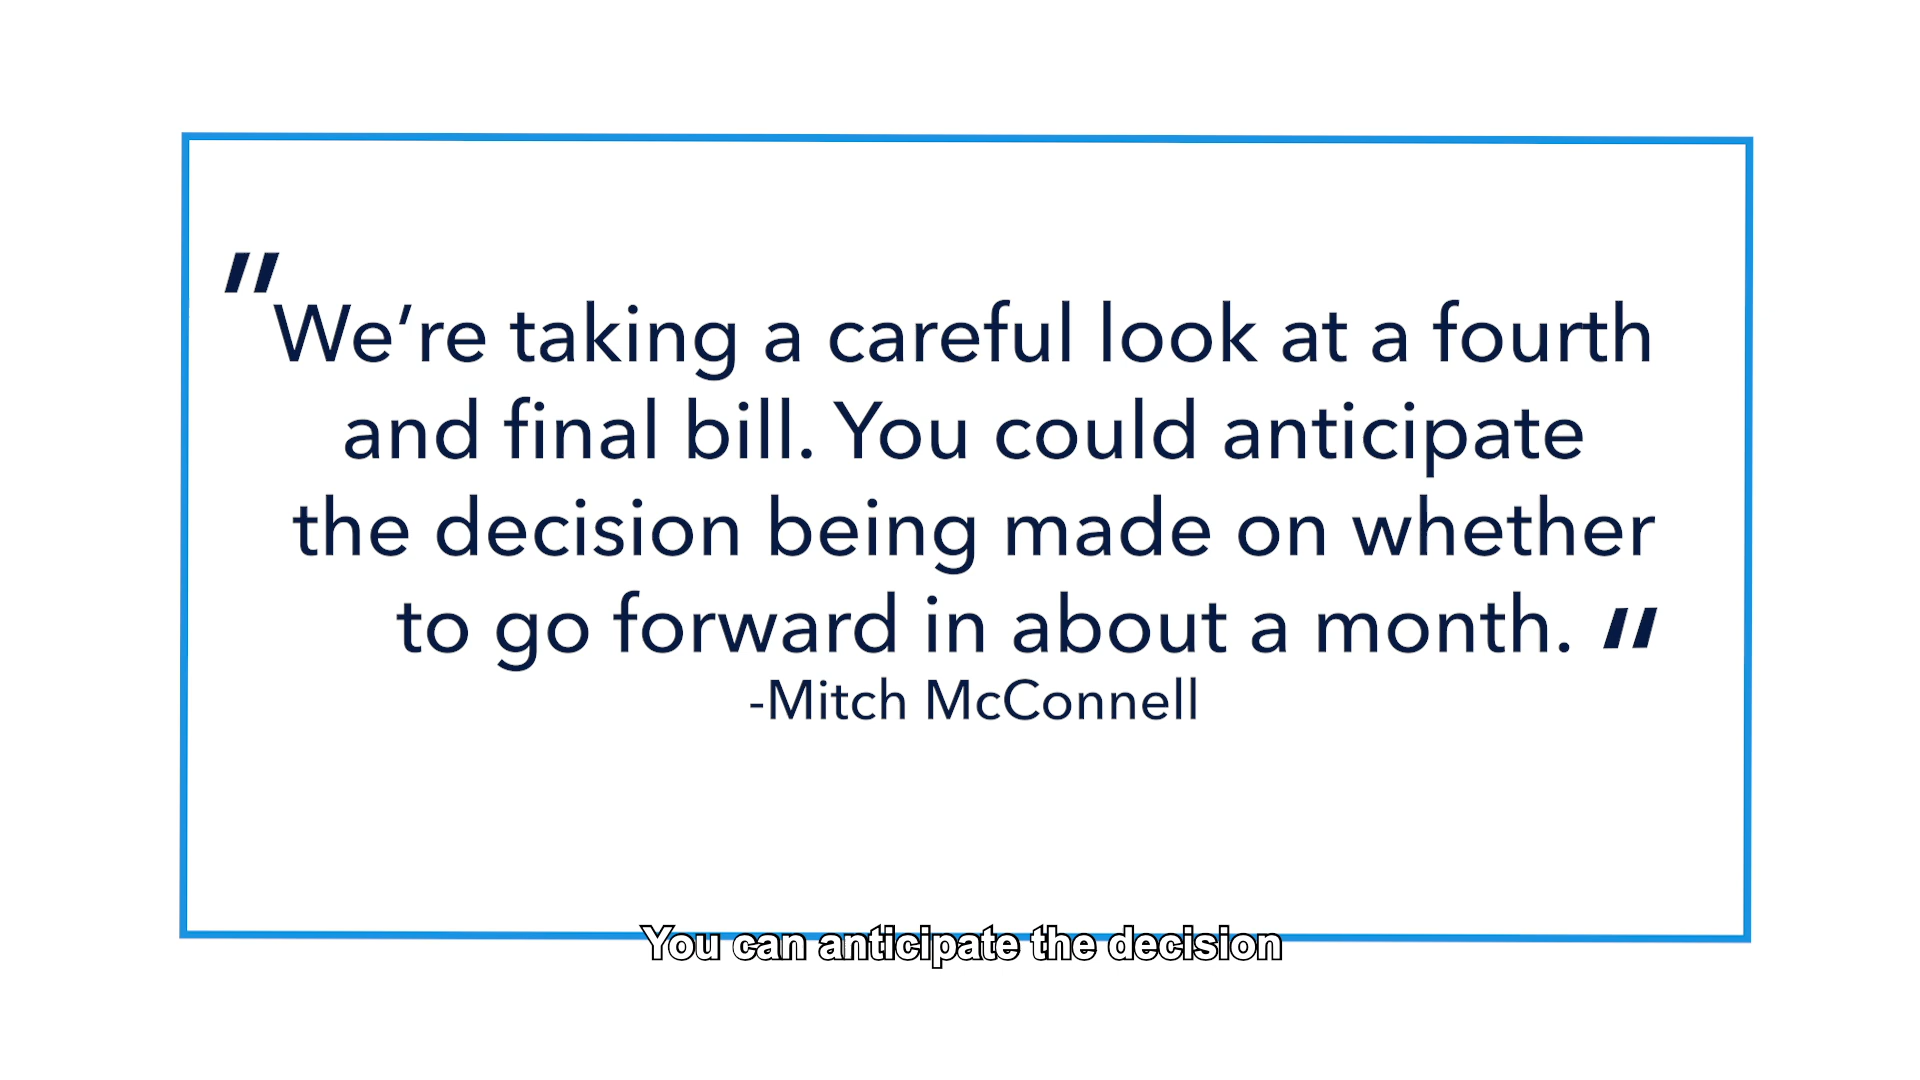 "We’re taking a careful look at a fourth
and final bill. You could anticipate
the decision being made on whether
to go forward in about a month."
-Mitch McConnell
You can anticipate the decision